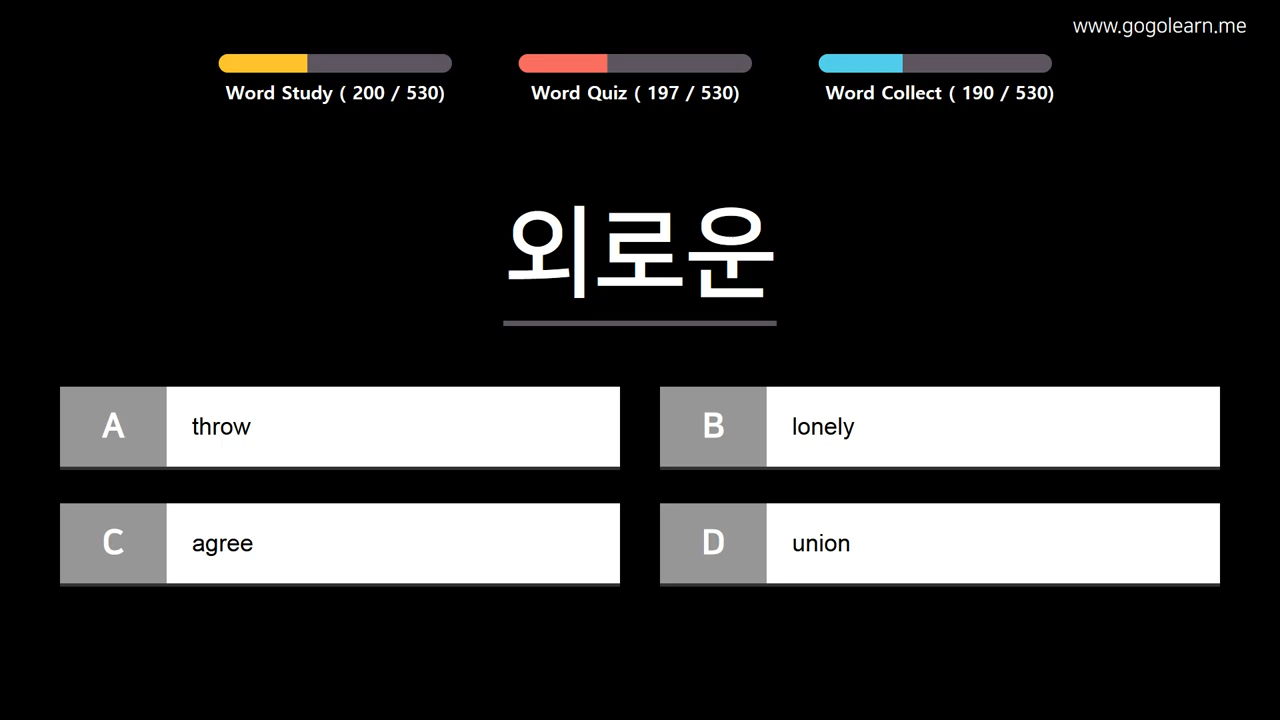 www.gogolearn.me
Word Study ( 200 / 530)
Word Quiz ( 197 / 530)
Word Collect ( 190 / 530)
외로운
A throw
B lonely
C agree
D union